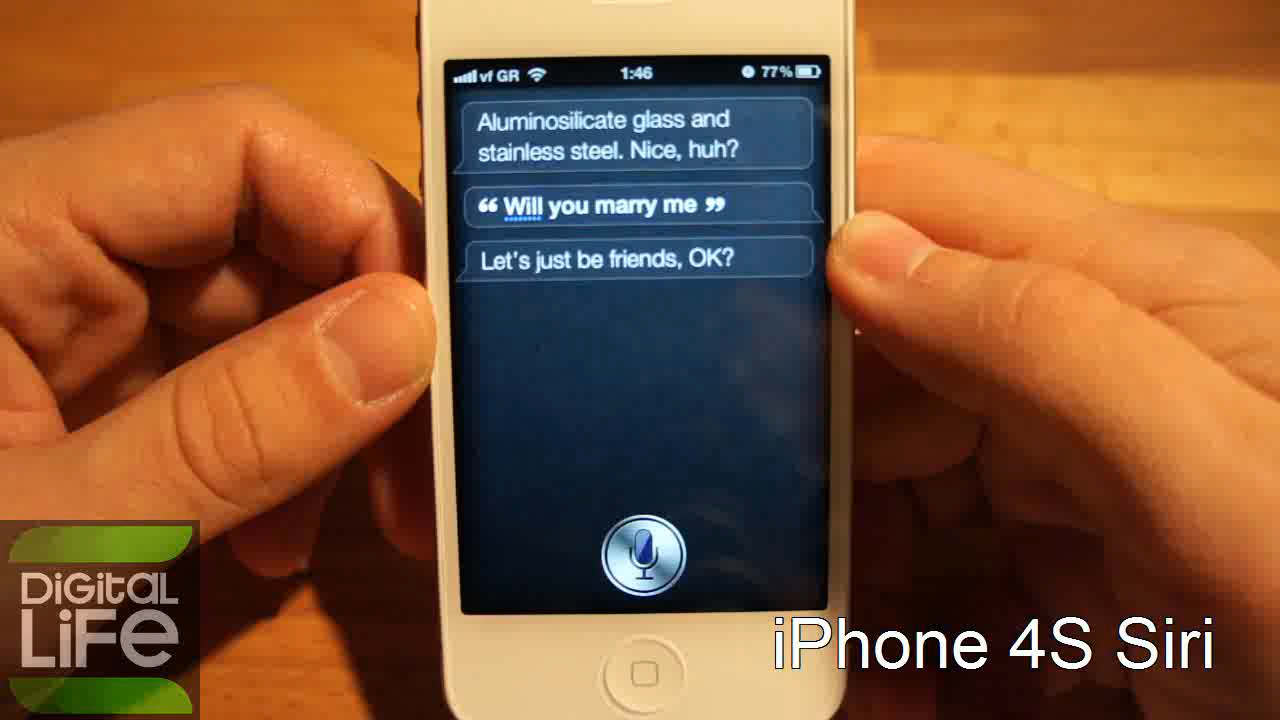 vf GR 1:46 77%
Aluminosilicate glass and
stainless steel. Nice, huh?
“ Will you marry me ”
Let's just be friends, OK?
DiGitaL
LiFe
iPhone 4S Siri